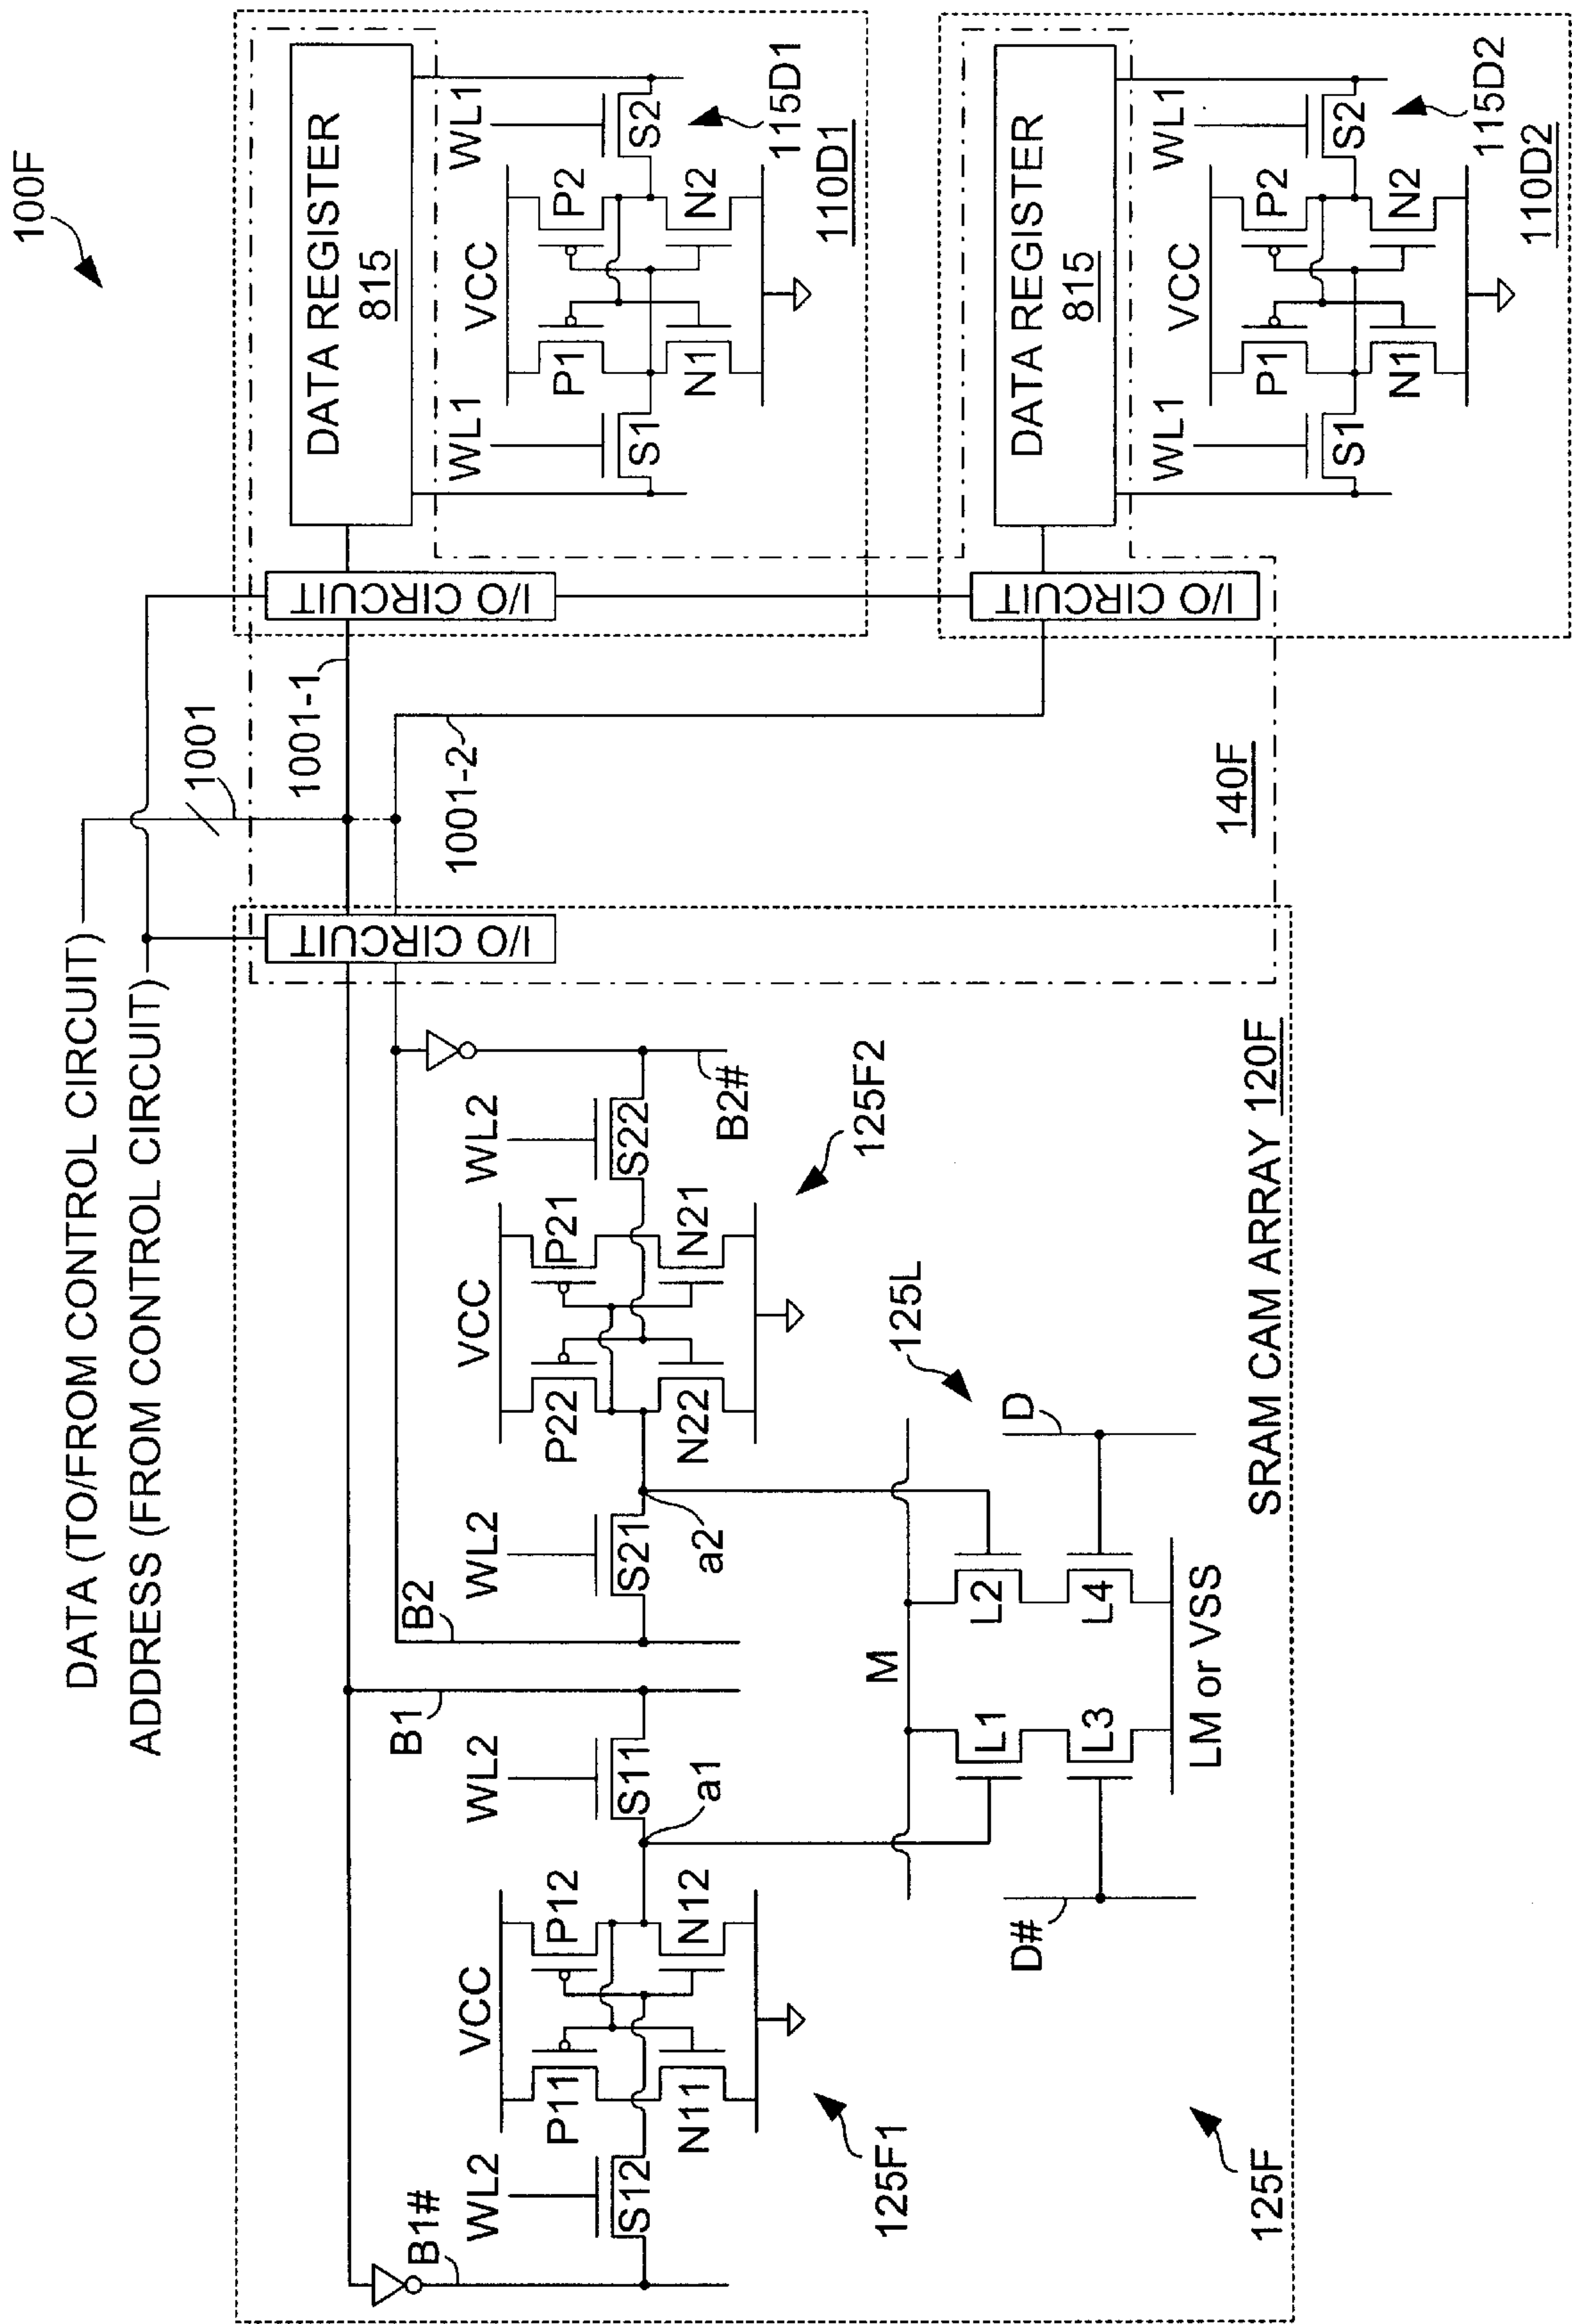 100F
DATA (TO/FROM CONTROL CIRCUIT)
ADDRESS (FROM CONTROL CIRCUIT)
1001
1001-1
1001-2
140F
I/O CIRCUIT
I/O CIRCUIT
I/O CIRCUIT
DATA REGISTER
815
WL1
WL1
VCC
P1
P2
S1
S2
N1
N2
115D1
110D1
DATA REGISTER
815
WL1
WL1
VCC
P1
P2
S1
S2
N1
N2
115D2
110D2
B1#
WL2
S12
VCC
P11
P12
N11
N12
125F1
WL2
S11
a1
B1
B2
WL2
S21
a2
VCC
P22
P21
N22
N21
WL2
S22
B2#
125F2
M
L1
L2
L3
L4
D#
D
125L
LM or VSS
125F
SRAM CAM ARRAY 120F